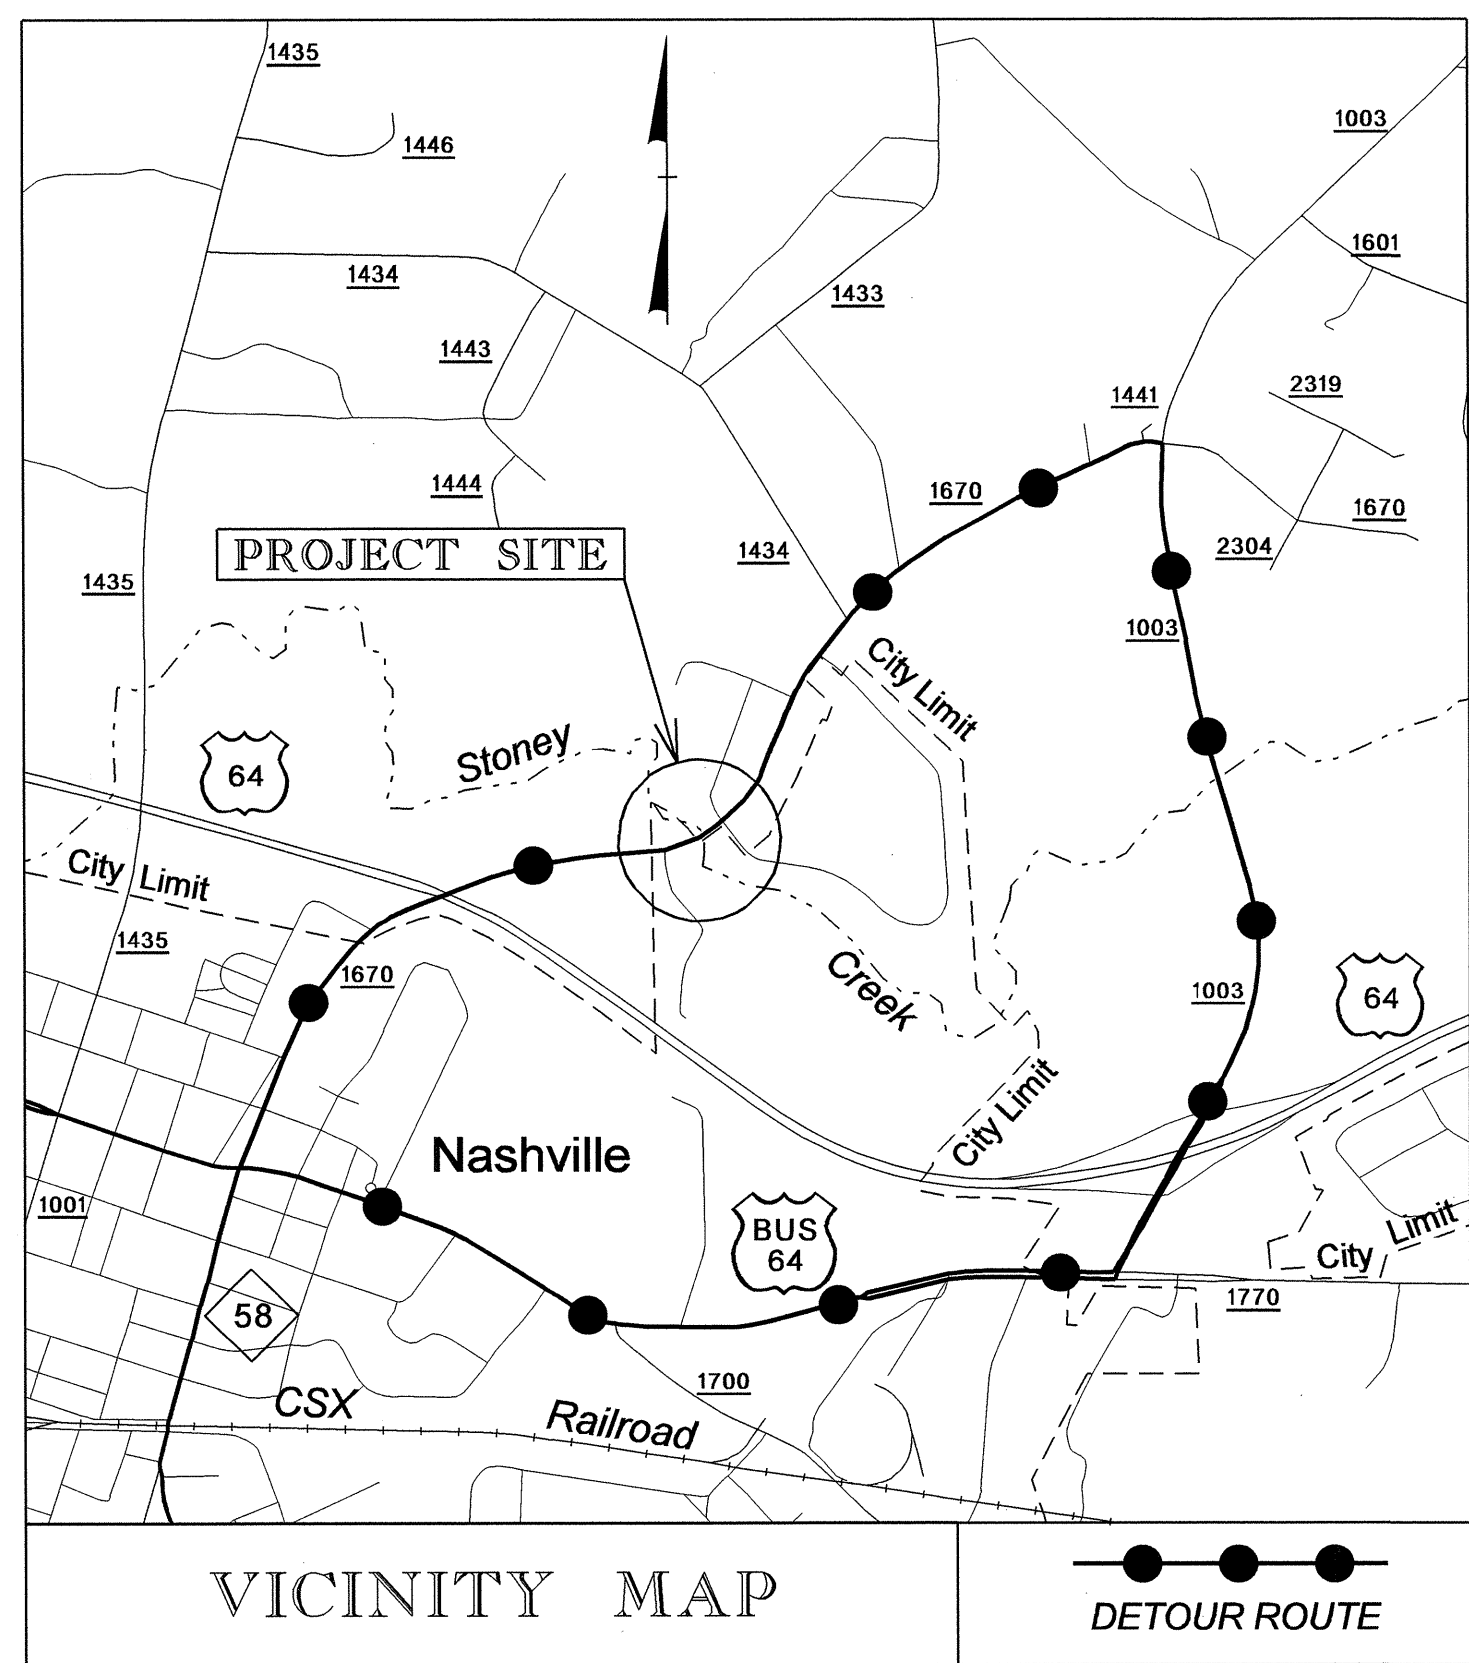 1435
1003
1446
1601
1434
1433
1443
2319
1441
1444
1670
1670
PROJECT SITE
1434
2304
1435
1003
City Limit
Stoney
64
City Limit
1435
1670
Creek
1003
64
City Limit
Nashville
1001
BUS
64
City Limit
58
1770
1700
CSX Railroad
VICINITY MAP
DETOUR ROUTE